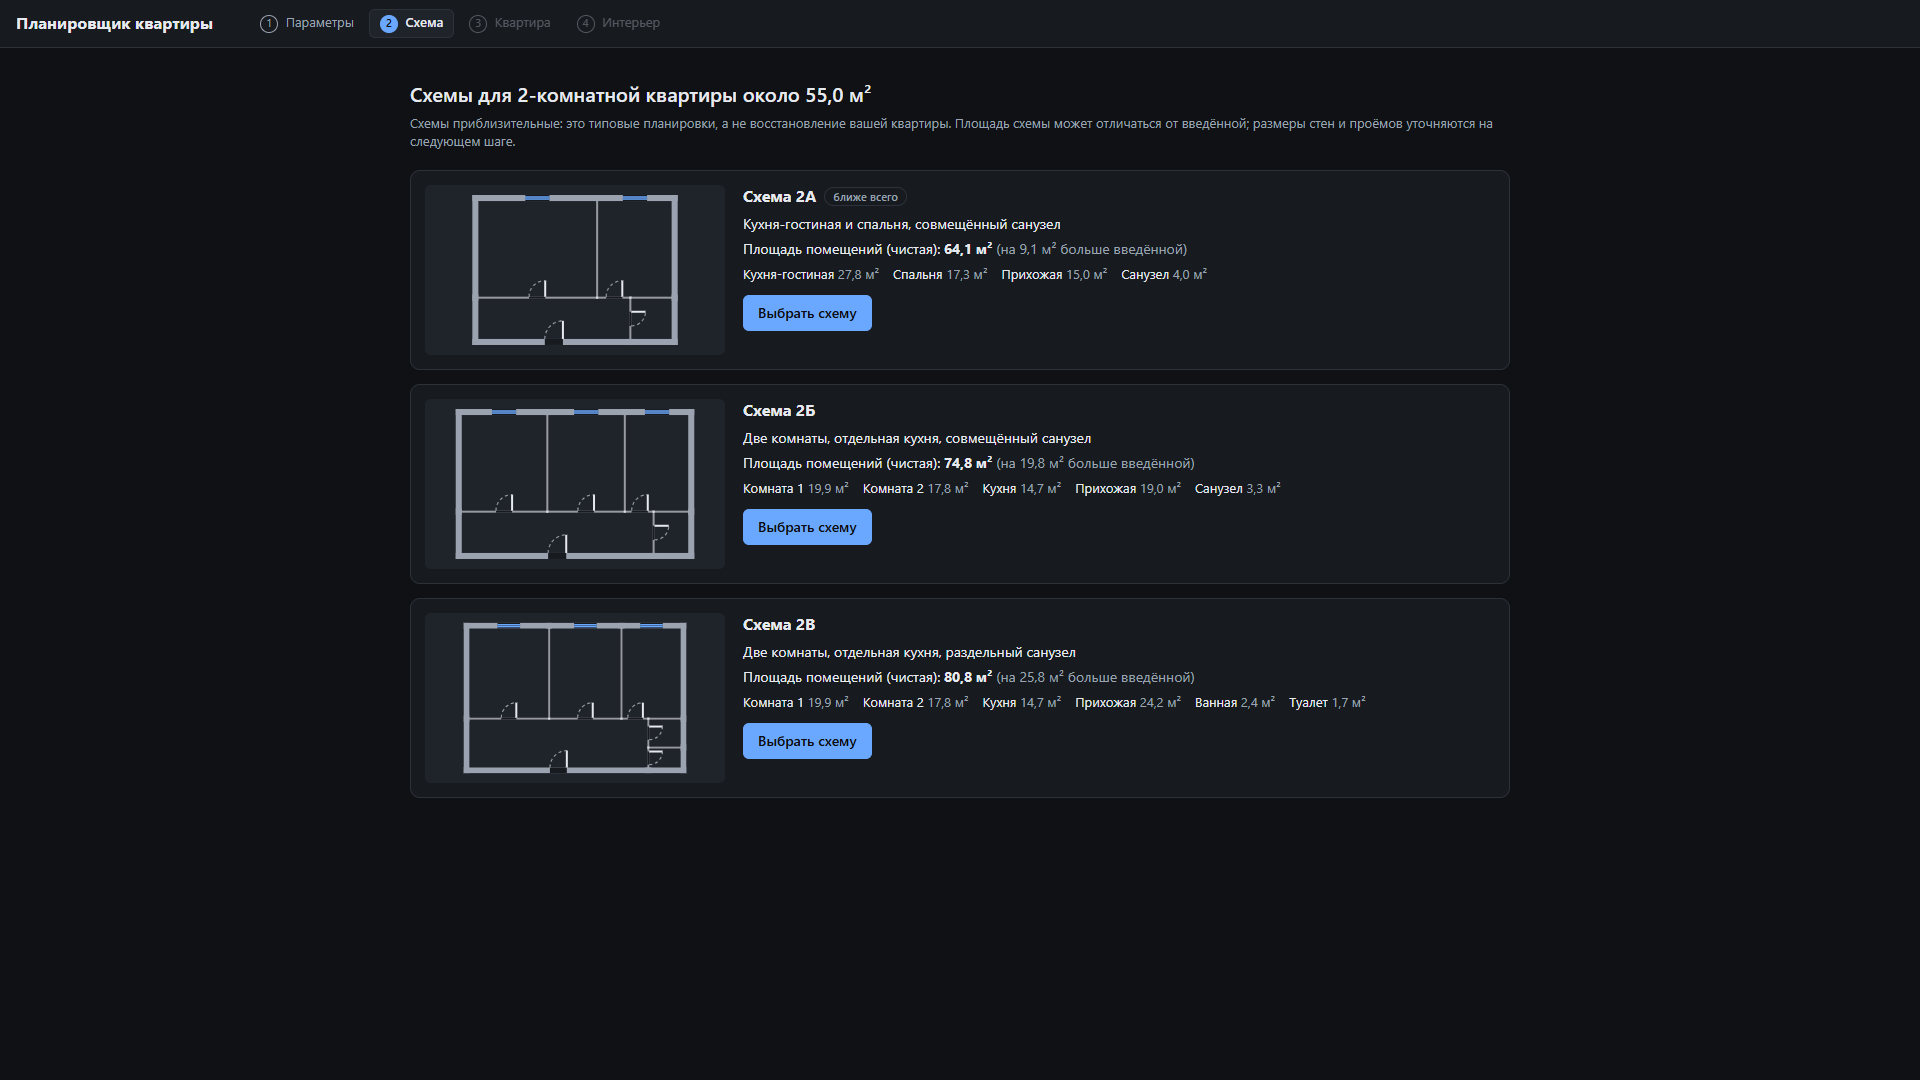 Планировщик квартиры
1 Параметры
2 Схема
3 Квартира
4 Интерьер
Схемы для 2-комнатной квартиры около 55,0 м²
Схемы приблизительные: это типовые планировки, а не восстановление вашей квартиры. Площадь схемы может отличаться от введённой; размеры стен и проёмов уточняются на
следующем шаге.
Схема 2А ближе всего
Кухня-гостиная и спальня, совмещённый санузел
Площадь помещений (чистая): 64,1 м² (на 9,1 м² больше введённой)
Кухня-гостиная 27,8 м² Спальня 17,3 м² Прихожая 15,0 м² Санузел 4,0 м²
Выбрать схему
Схема 2Б
Две комнаты, отдельная кухня, совмещённый санузел
Площадь помещений (чистая): 74,8 м² (на 19,8 м² больше введённой)
Комната 1 19,9 м² Комната 2 17,8 м² Кухня 14,7 м² Прихожая 19,0 м² Санузел 3,3 м²
Выбрать схему
Схема 2В
Две комнаты, отдельная кухня, раздельный санузел
Площадь помещений (чистая): 80,8 м² (на 25,8 м² больше введённой)
Комната 1 19,9 м² Комната 2 17,8 м² Кухня 14,7 м² Прихожая 24,2 м² Ванная 2,4 м² Туалет 1,7 м²
Выбрать схему